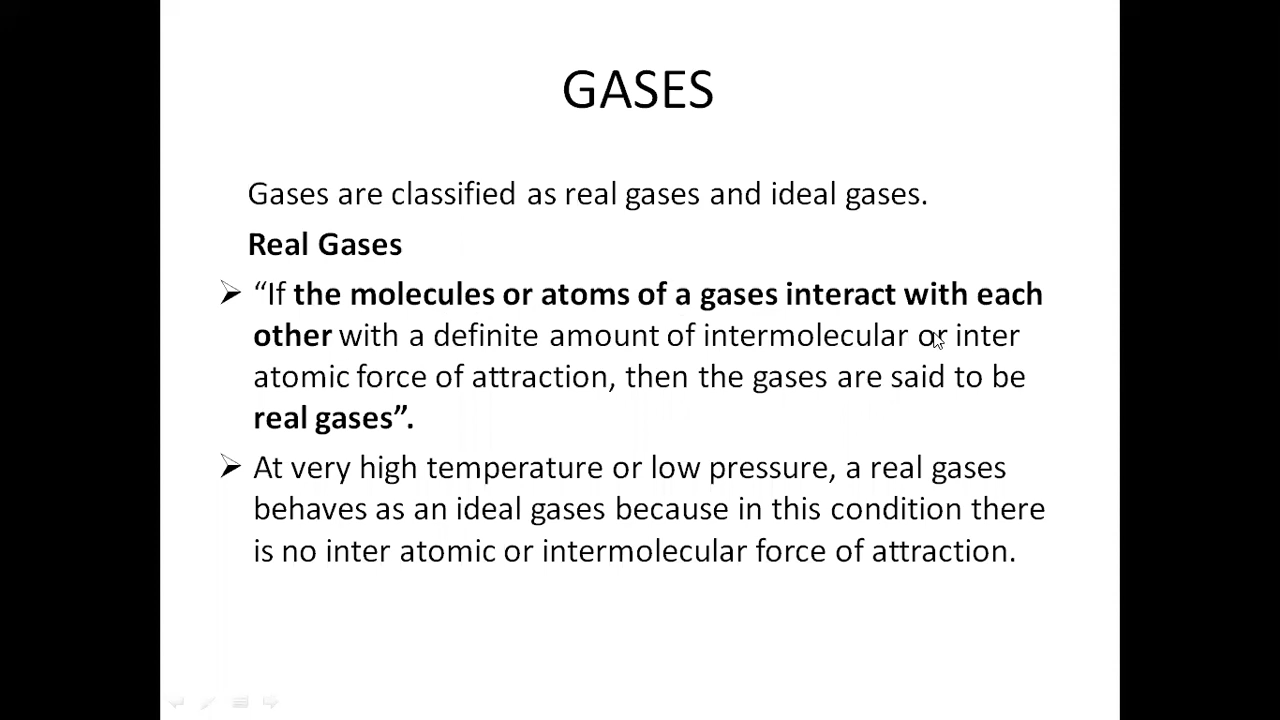 GASES
Gases are classified as real gases and ideal gases.
Real Gases
➢ “If the molecules or atoms of a gases interact with each
other with a definite amount of intermolecular or inter
atomic force of attraction, then the gases are said to be
real gases”.
➢ At very high temperature or low pressure, a real gases
behaves as an ideal gases because in this condition there
is no inter atomic or intermolecular force of attraction.